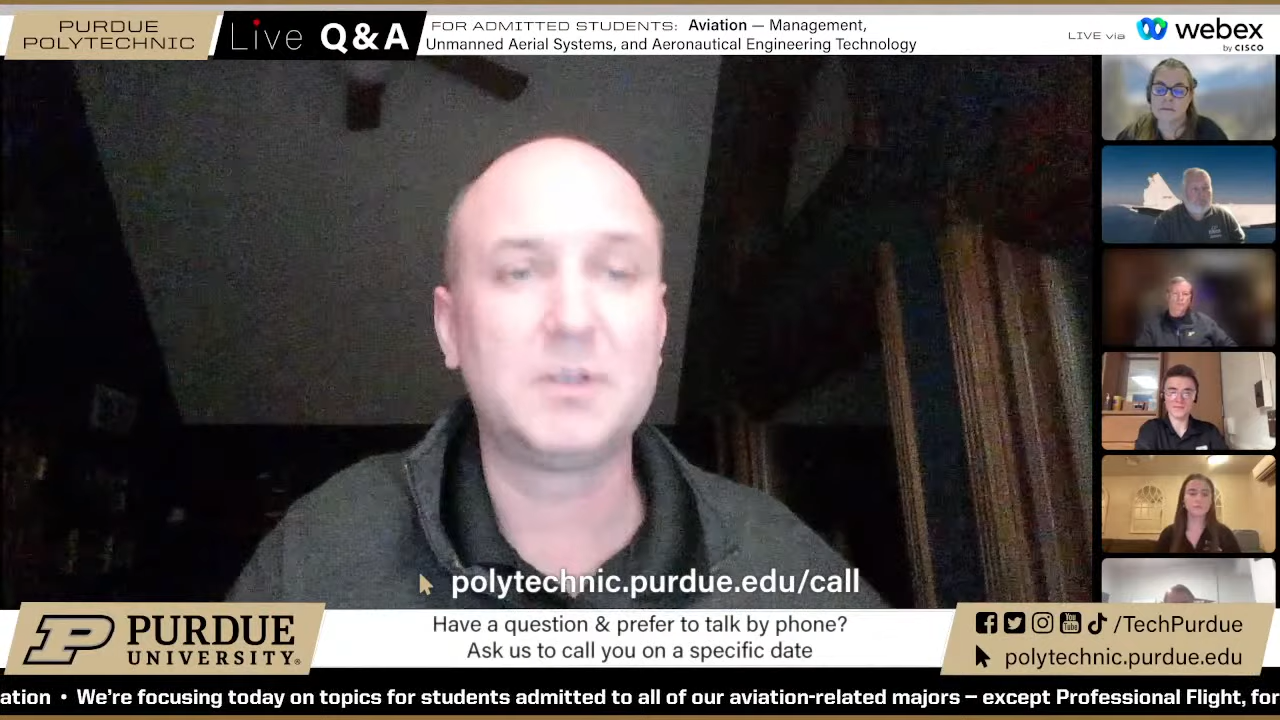 PURDUE
POLYTECHNIC
Live Q&A
FOR ADMITTED STUDENTS: Aviation — Management,
Unmanned Aerial Systems, and Aeronautical Engineering Technology
LIVE via webex
by CISCO
polytechnic.purdue.edu/call
P PURDUE
UNIVERSITY®
Have a question & prefer to talk by phone?
Ask us to call you on a specific date
You Tube /TechPurdue
polytechnic.purdue.edu
ation • We're focusing today on topics for students admitted to all of our aviation-related majors – except Professional Flight, for